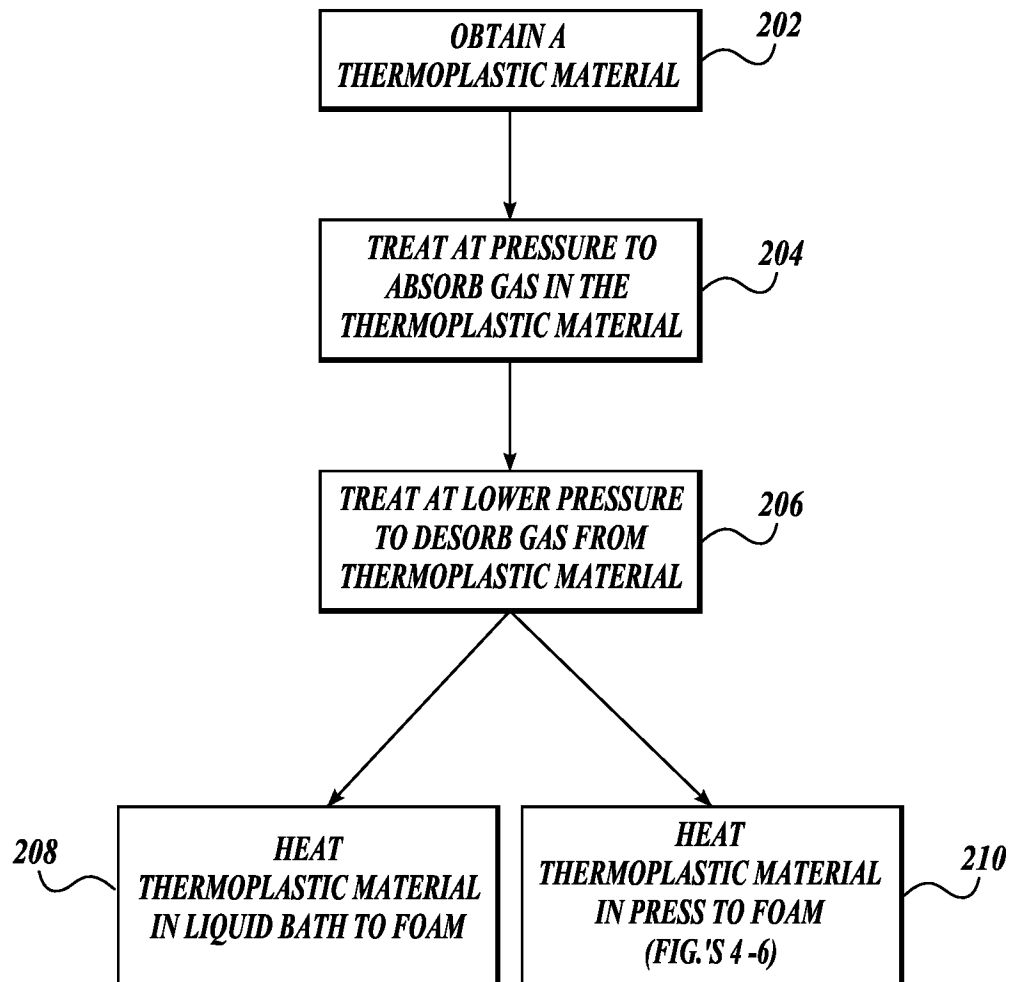 OBTAIN A
THERMOPLASTIC MATERIAL
202
TREAT AT PRESSURE TO
ABSORB GAS IN THE
THERMOPLASTIC MATERIAL
204
TREAT AT LOWER PRESSURE
TO DESORB GAS FROM
THERMOPLASTIC MATERIAL
206
208
HEAT
THERMOPLASTIC MATERIAL
IN LIQUID BATH TO FOAM
HEAT
THERMOPLASTIC MATERIAL
IN PRESS TO FOAM
(FIG.'S 4 -6)
210